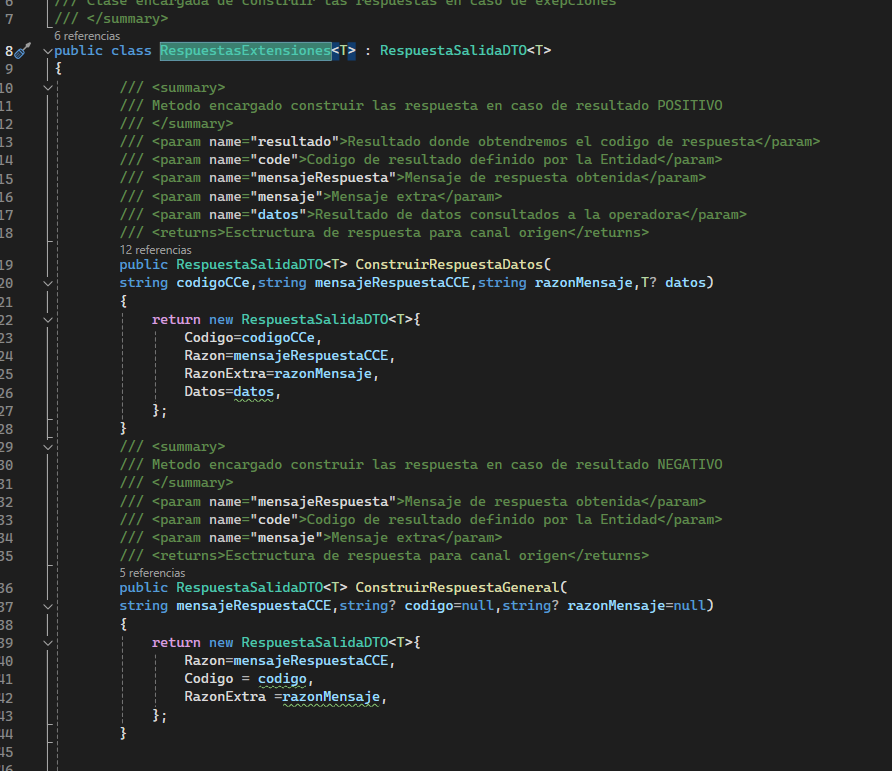 6 /// Clase encargada de construir las respuestas en caso de exepciones
7 /// </summary>
6 referencias
8 public class RespuestasExtensiones<T> : RespuestaSalidaDTO<T>
9 {
10 /// <summary>
11 /// Metodo encargado construir las respuesta en caso de resultado POSITIVO
12 /// </summary>
13 /// <param name="resultado">Resultado donde obtendremos el codigo de respuesta</param>
14 /// <param name="code">Codigo de resultado definido por la Entidad</param>
15 /// <param name="mensajeRespuesta">Mensaje de respuesta obtenida</param>
16 /// <param name="mensaje">Mensaje extra</param>
17 /// <param name="datos">Resultado de datos consultados a la operadora</param>
18 /// <returns>Esctructura de respuesta para canal origen</returns>
12 referencias
19 public RespuestaSalidaDTO<T> ConstruirRespuestaDatos(
20 string codigoCCe,string mensajeRespuestaCCE,string razonMensaje,T? datos)
21 {
22 return new RespuestaSalidaDTO<T>{
23 Codigo=codigoCCe,
24 Razon=mensajeRespuestaCCE,
25 RazonExtra=razonMensaje,
26 Datos=datos,
27 };
28 }
29 /// <summary>
30 /// Metodo encargado construir las respuesta en caso de resultado NEGATIVO
31 /// </summary>
32 /// <param name="mensajeRespuesta">Mensaje de respuesta obtenida</param>
33 /// <param name="code">Codigo de resultado definido por la Entidad</param>
34 /// <param name="mensaje">Mensaje extra</param>
35 /// <returns>Esctructura de respuesta para canal origen</returns>
5 referencias
36 public RespuestaSalidaDTO<T> ConstruirRespuestaGeneral(
37 string mensajeRespuestaCCE,string? codigo=null,string? razonMensaje=null)
38 {
39 return new RespuestaSalidaDTO<T>{
40 Razon=mensajeRespuestaCCE,
41 Codigo = codigo,
42 RazonExtra =razonMensaje,
43 };
44 }
45
46